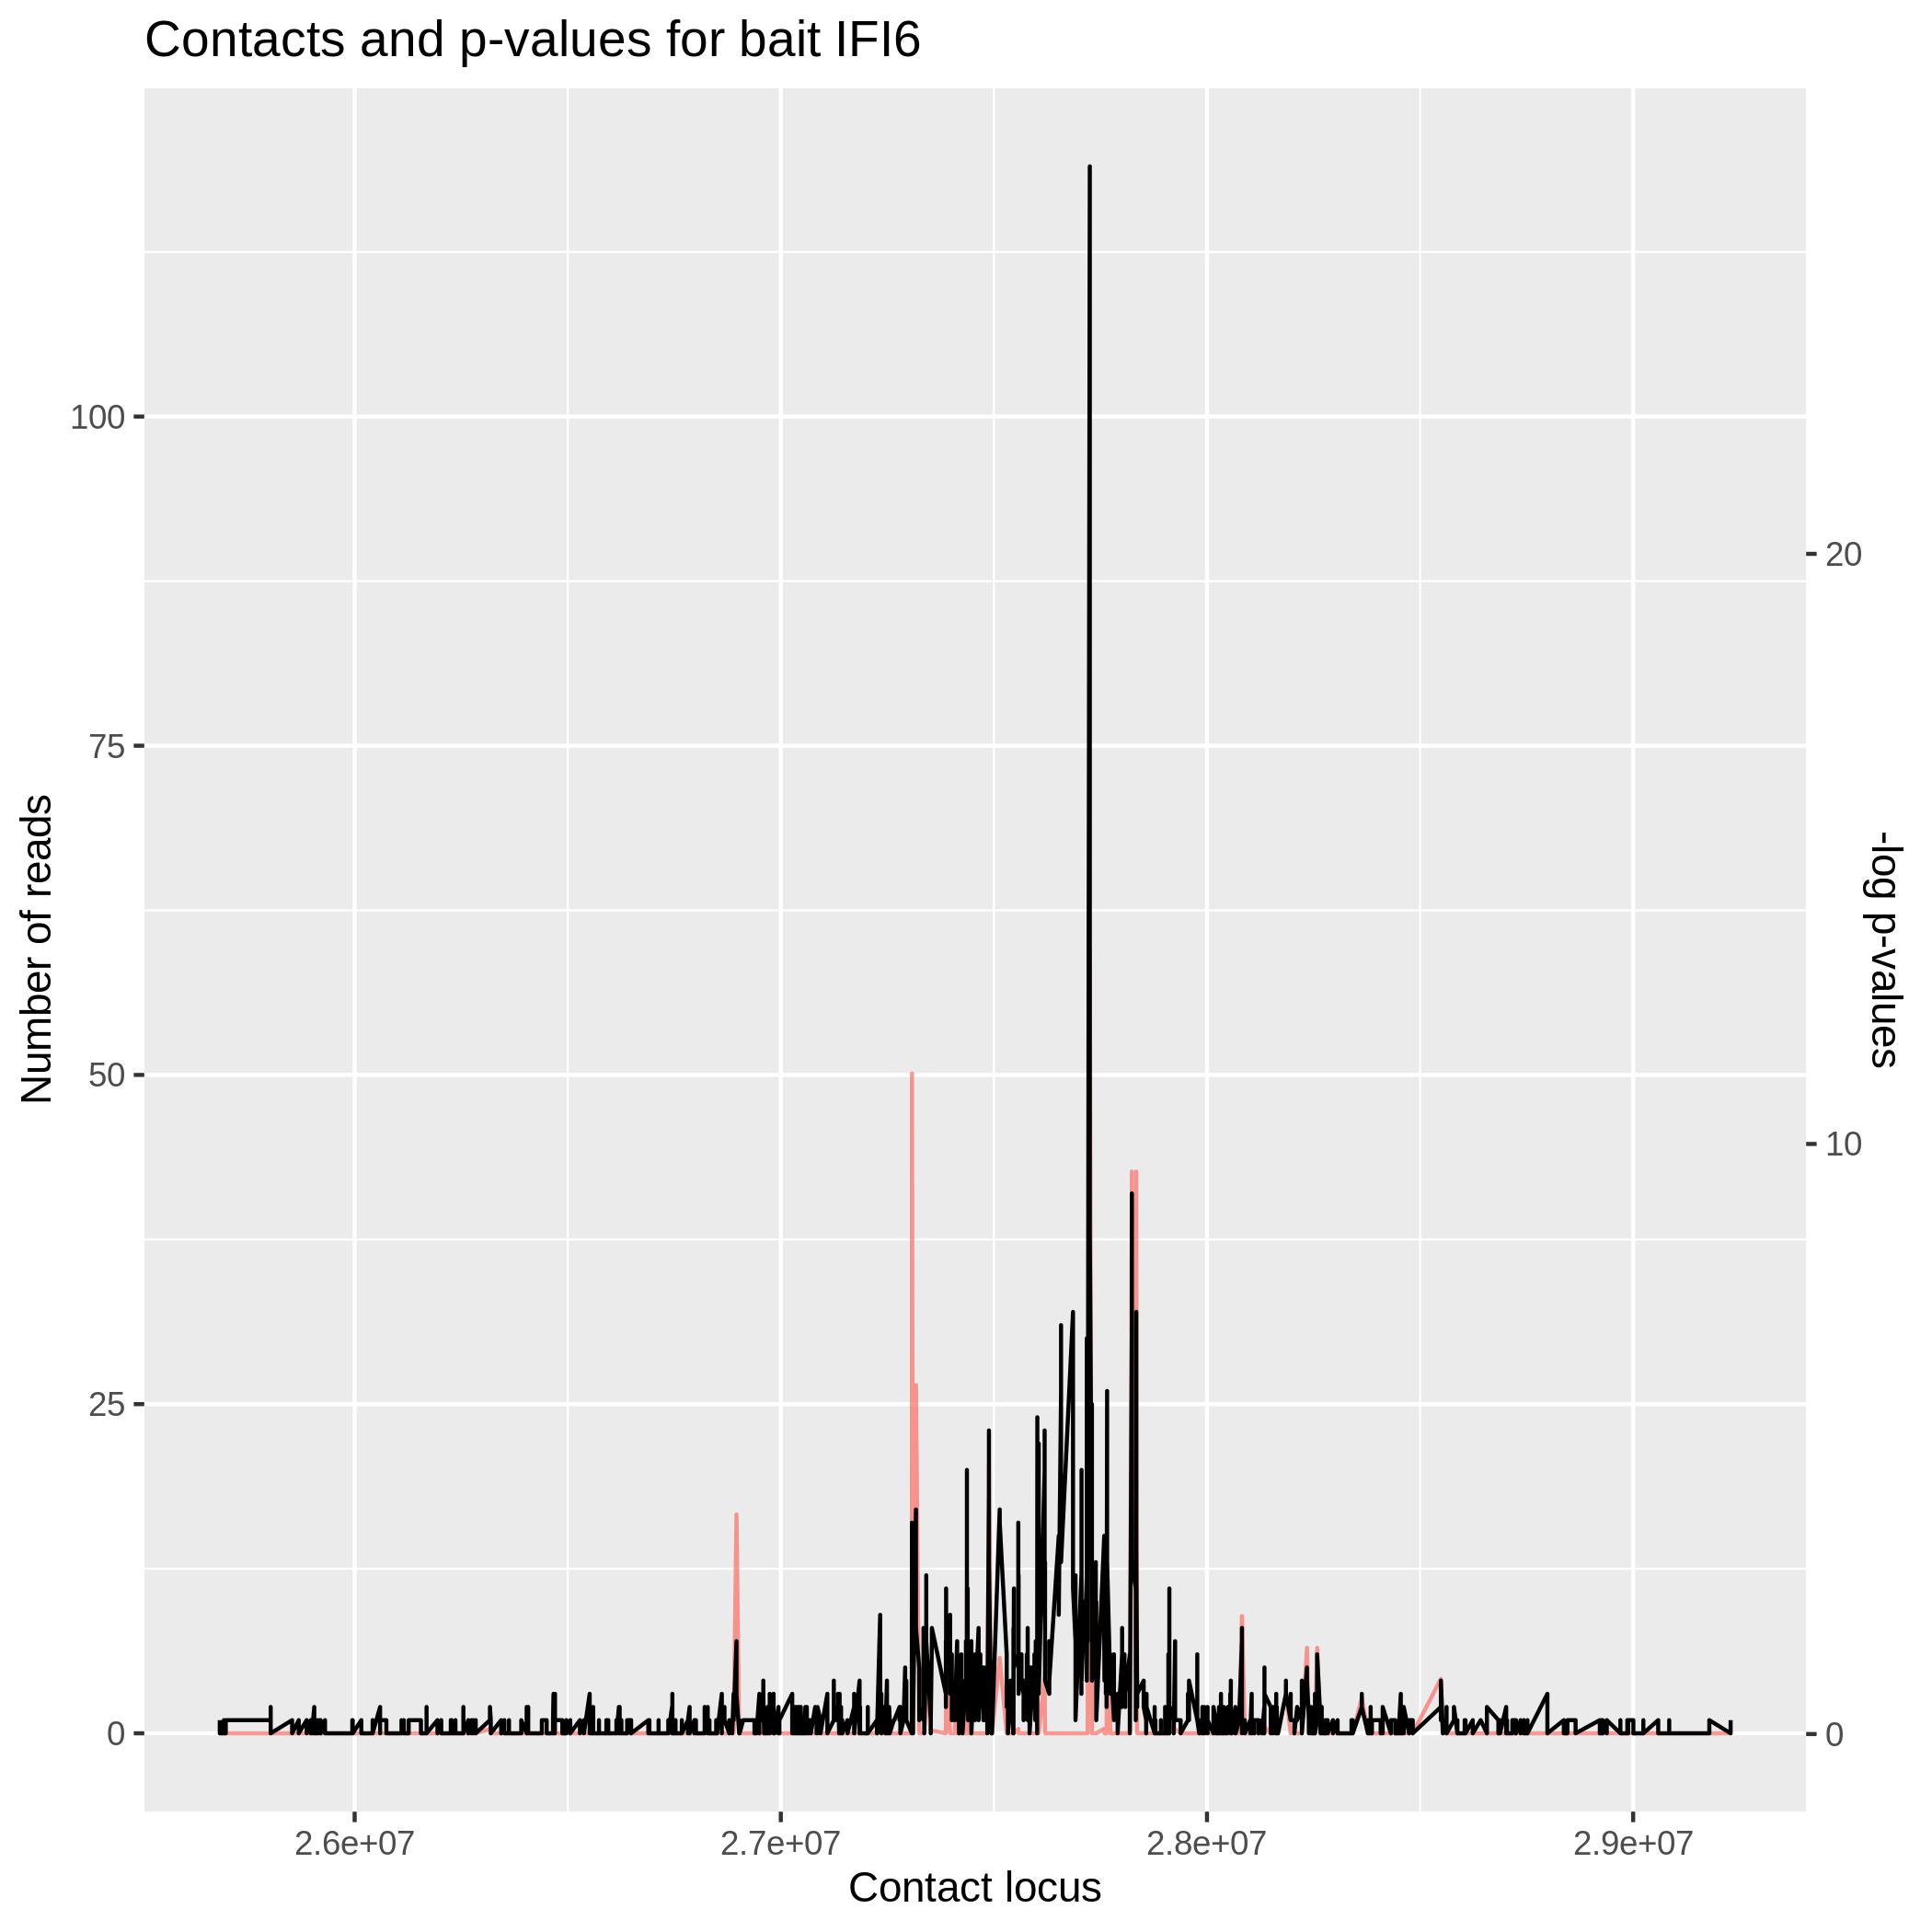 Contacts and p-values for bait IFI6
100
75
50
25
0
Number of reads
20
10
0
-log p-values
2.6e+07
2.7e+07
2.8e+07
2.9e+07
Contact locus